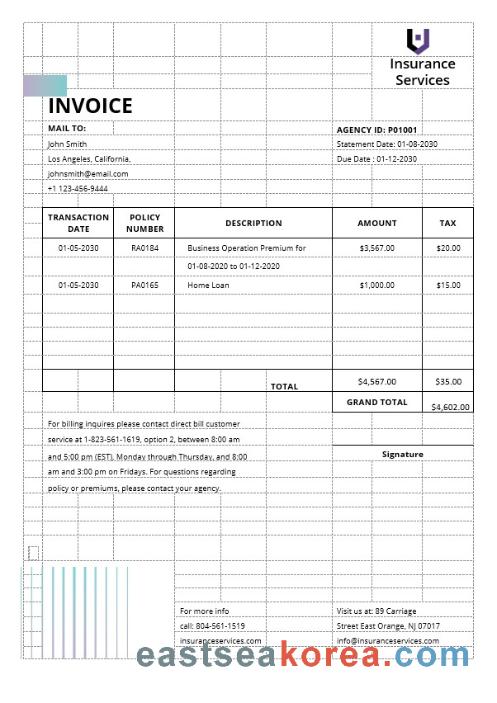 Insurance
Services
INVOICE
MAIL TO:
John Smith
Los Angeles, California,
johnsmith@email.com
+1 123-456-9444
AGENCY ID: P01001
Statement Date: 01-08-2030
Due Date : 01-12-2030
TRANSACTION DATE POLICY NUMBER DESCRIPTION AMOUNT TAX
01-05-2030 RA0184 Business Operation Premium for $3,567.00 $20.00
01-08-2020 to 01-12-2020
01-05-2030 PA0165 Home Loan $1,000.00 $15.00
TOTAL $4,567.00 $35.00
GRAND TOTAL $4,602.00
For billing inquires please contact direct bill customer
service at 1-823-561-1619, option 2, between 8:00 am
and 5:00 pm (EST), Monday through Thursday, and 8:00
am and 3:00 pm on Fridays. For questions regarding
policy or premiums, please contact your agency.
Signature
For more info
call: 804-561-1519
insuranceservices.com
Visit us at: 89 Carriage
Street East Orange, NJ 07017
info@insuranceservices.com
eastseakorea.com